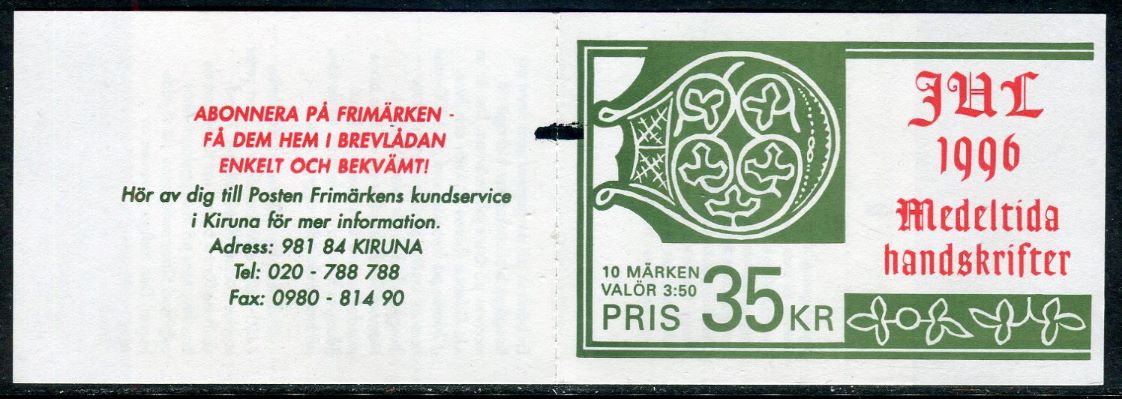 ABONNERA PÅ FRIMÄRKEN -
FÅ DEM HEM I BREVLÅDAN
ENKELT OCH BEKVÄMT!
Hör av dig till Posten Frimärkens kundservice
i Kiruna för mer information.
Adress: 981 84 KIRUNA
Tel: 020 - 788 788
Fax: 0980 - 814 90
JUL
1996
Medeltida
handskrifter
10 MÄRKEN
VALÖR 3:50
PRIS 35 KR